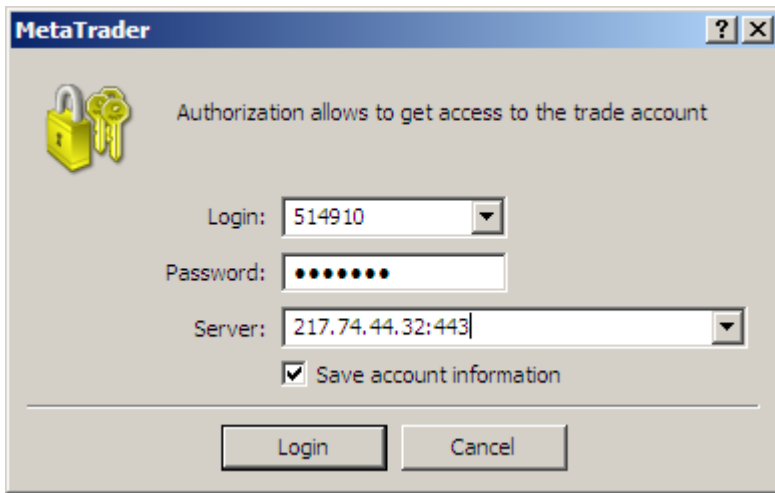 MetaTrader
Authorization allows to get access to the trade account
Login: 514910
Password: •••••••
Server: 217.74.44.32:443
Save account information
Login Cancel